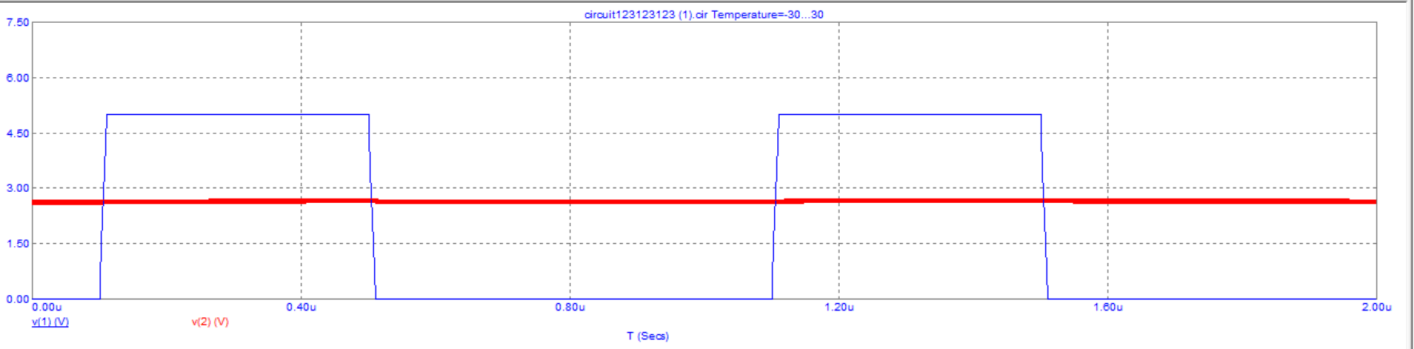 circuit123123123 (1).cir Temperature=-30...30
7.50
6.00
4.50
3.00
1.50
0.00
0.00u 0.40u 0.80u 1.20u 1.60u 2.00u
v(1) (V) v(2) (V)
T (Secs)